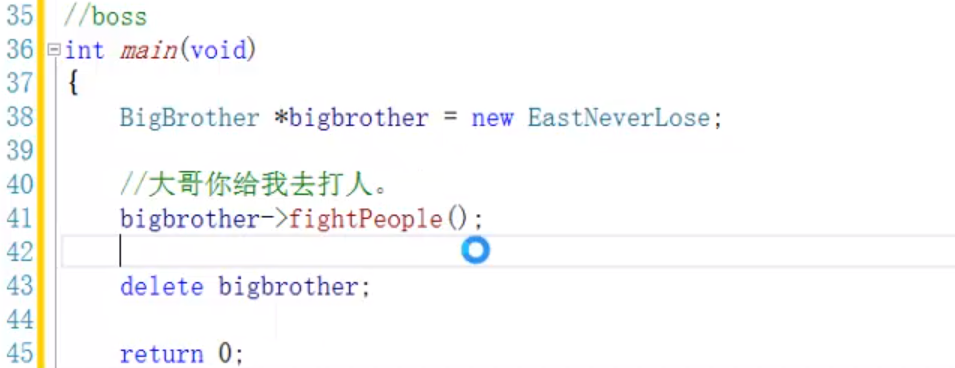 35 //boss
36 int main(void)
37 {
38 BigBrother *bigbrother = new EastNeverLose;
39
40 //大哥你给我去打人。
41 bigbrother->fightPeople();
42
43 delete bigbrother;
44
45 return 0;